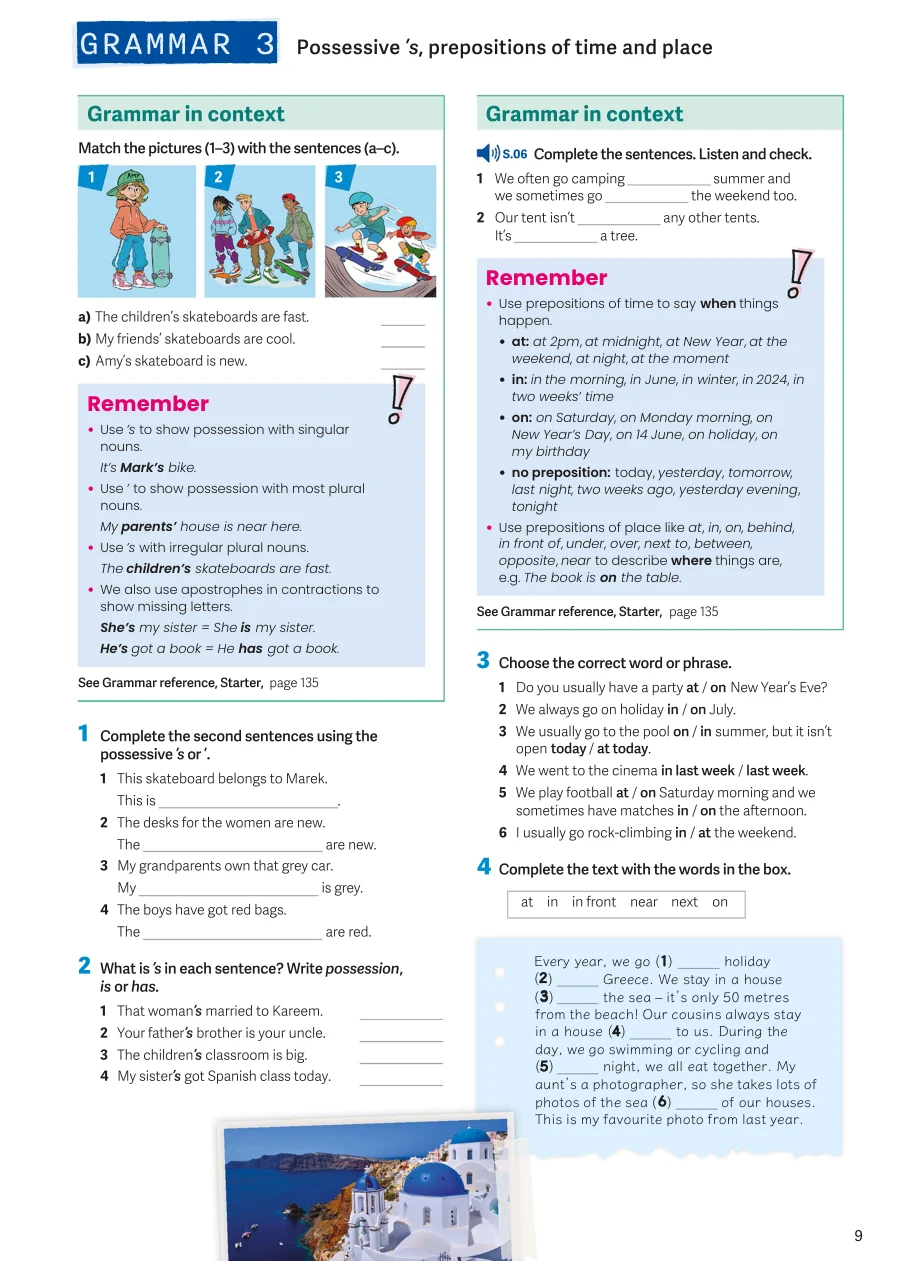 GRAMMAR 3
Possessive ’s, prepositions of time and place
Grammar in context
Match the pictures (1–3) with the sentences (a–c).
1
AMY
2
3
a) The children’s skateboards are fast. ______
b) My friends’ skateboards are cool. ______
c) Amy’s skateboard is new. ______
Remember
!
• Use ’s to show possession with singular
nouns.
It’s Mark’s bike.
• Use ’ to show possession with most plural
nouns.
My parents’ house is near here.
• Use ’s with irregular plural nouns.
The children’s skateboards are fast.
• We also use apostrophes in contractions to
show missing letters.
She’s my sister = She is my sister.
He’s got a book = He has got a book.
See Grammar reference, Starter, page 135
1 Complete the second sentences using the
possessive ’s or ’.
1 This skateboard belongs to Marek.
This is ______.
2 The desks for the women are new.
The ______ are new.
3 My grandparents own that grey car.
My ______ is grey.
4 The boys have got red bags.
The ______ are red.
2 What is ’s in each sentence? Write possession,
is or has.
1 That woman’s married to Kareem. ______
2 Your father’s brother is your uncle. ______
3 The children’s classroom is big. ______
4 My sister’s got Spanish class today. ______
Grammar in context
S.06 Complete the sentences. Listen and check.
1 We often go camping ______ summer and
we sometimes go ______ the weekend too.
2 Our tent isn’t ______ any other tents.
It’s ______ a tree.
Remember
!
• Use prepositions of time to say when things
happen.
• at: at 2pm, at midnight, at New Year, at the
weekend, at night, at the moment
• in: in the morning, in June, in winter, in 2024, in
two weeks’ time
• on: on Saturday, on Monday morning, on
New Year’s Day, on 14 June, on holiday, on
my birthday
• no preposition: today, yesterday, tomorrow,
last night, two weeks ago, yesterday evening,
tonight
• Use prepositions of place like at, in, on, behind,
in front of, under, over, next to, between,
opposite, near to describe where things are,
e.g. The book is on the table.
See Grammar reference, Starter, page 135
3 Choose the correct word or phrase.
1 Do you usually have a party at / on New Year’s Eve?
2 We always go on holiday in / on July.
3 We usually go to the pool on / in summer, but it isn’t
open today / at today.
4 We went to the cinema in last week / last week.
5 We play football at / on Saturday morning and we
sometimes have matches in / on the afternoon.
6 I usually go rock-climbing in / at the weekend.
4 Complete the text with the words in the box.
at in in front near next on
Every year, we go (1) ______ holiday
(2) ______ Greece. We stay in a house
(3) ______ the sea – it’s only 50 metres
from the beach! Our cousins always stay
in a house (4) ______ to us. During the
day, we go swimming or cycling and
(5) ______ night, we all eat together. My
aunt’s a photographer, so she takes lots of
photos of the sea (6) ______ of our houses.
This is my favourite photo from last year.
9